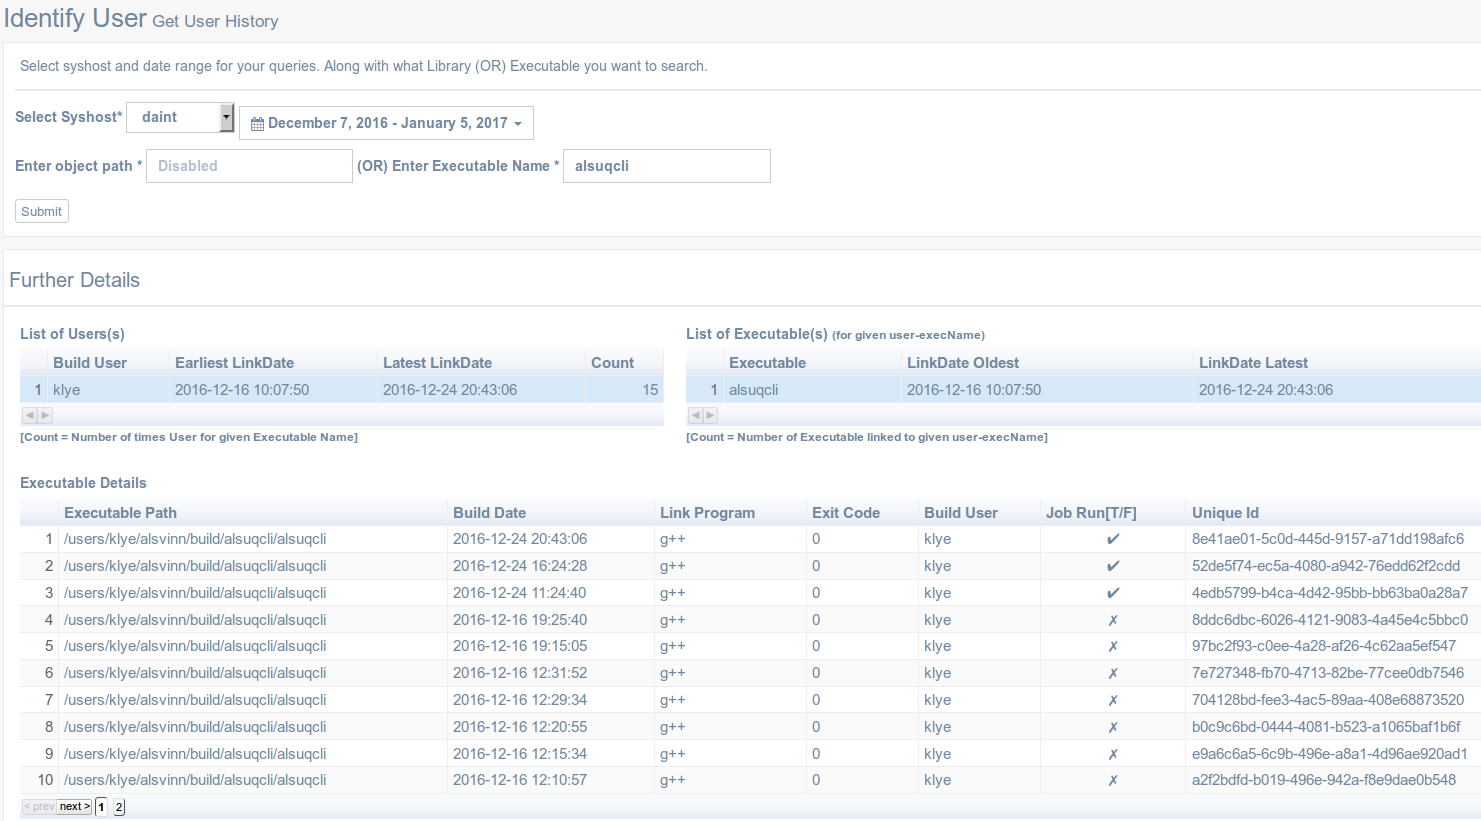 Identify User Get User History
Select syshost and date range for your queries. Along with what Library (OR) Executable you want to search.
Select Syshost* daint December 7, 2016 - January 5, 2017
Enter object path * Disabled (OR) Enter Executable Name * alsuqcli
Submit
Further Details
List of Users(s)
Build User Earliest LinkDate Latest LinkDate Count
1 klye 2016-12-16 10:07:50 2016-12-24 20:43:06 15
[Count = Number of times User for given Executable Name]
List of Executable(s) (for given user-execName)
Executable LinkDate Oldest LinkDate Latest
1 alsuqcli 2016-12-16 10:07:50 2016-12-24 20:43:06
[Count = Number of Executable linked to given user-execName]
Executable Details
Executable Path Build Date Link Program Exit Code Build User Job Run[T/F] Unique Id
1 /users/klye/alsvinn/build/alsuqcli/alsuqcli 2016-12-24 20:43:06 g++ 0 klye ✔ 8e41ae01-5c0d-445d-9157-a71dd198afc6
2 /users/klye/alsvinn/build/alsuqcli/alsuqcli 2016-12-24 16:24:28 g++ 0 klye ✔ 52de5f74-ec5a-4080-a942-76edd62f2cdd
3 /users/klye/alsvinn/build/alsuqcli/alsuqcli 2016-12-24 11:24:40 g++ 0 klye ✔ 4edb5799-b4ca-4d42-95bb-bb63ba0a28a7
4 /users/klye/alsvinn/build/alsuqcli/alsuqcli 2016-12-16 19:25:40 g++ 0 klye ✗ 8ddc6dbc-6026-4121-9083-4a45e4c5bbc0
5 /users/klye/alsvinn/build/alsuqcli/alsuqcli 2016-12-16 19:15:05 g++ 0 klye ✗ 97bc2f93-c0ee-4a28-af26-4c62aa5ef547
6 /users/klye/alsvinn/build/alsuqcli/alsuqcli 2016-12-16 12:31:52 g++ 0 klye ✗ 7e727348-fb70-4713-82be-77cee0db7546
7 /users/klye/alsvinn/build/alsuqcli/alsuqcli 2016-12-16 12:29:34 g++ 0 klye ✗ 704128bd-fee3-4ac5-89aa-408e68873520
8 /users/klye/alsvinn/build/alsuqcli/alsuqcli 2016-12-16 12:20:55 g++ 0 klye ✗ b0c9c6bd-0444-4081-b523-a1065baf1b6f
9 /users/klye/alsvinn/build/alsuqcli/alsuqcli 2016-12-16 12:15:34 g++ 0 klye ✗ e9a6c6a5-6c9b-496e-a8a1-4d96ae920ad1
10 /users/klye/alsvinn/build/alsuqcli/alsuqcli 2016-12-16 12:10:57 g++ 0 klye ✗ a2f2bdfd-b019-496e-942a-f8e9dae0b548
< prev next > 1 2